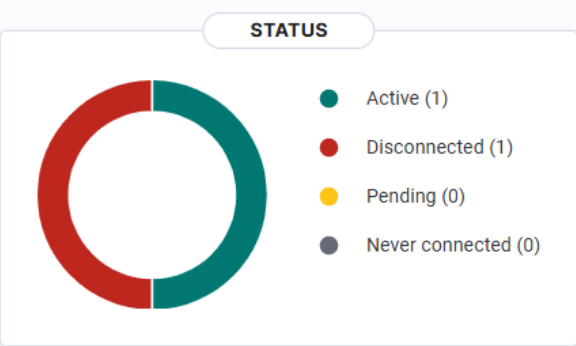 STATUS
Active (1)
Disconnected (1)
Pending (0)
Never connected (0)